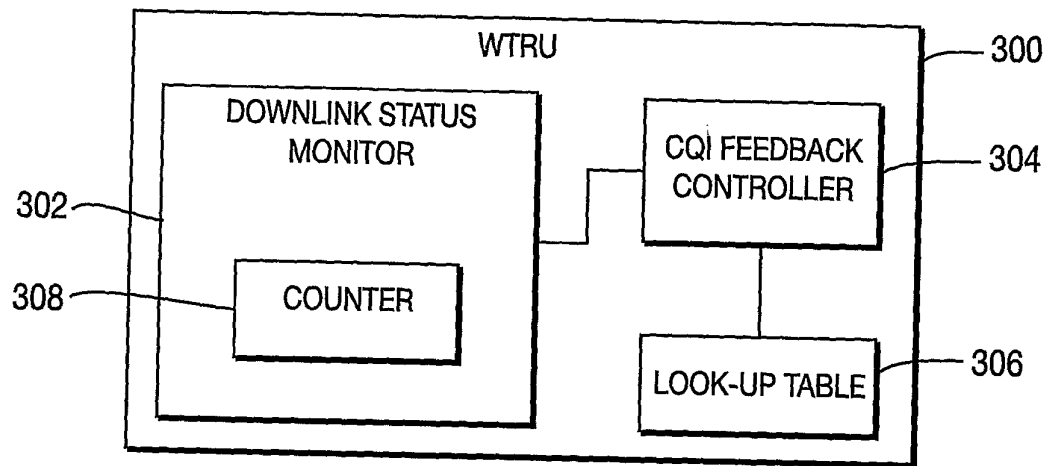 WTRU
300
DOWNLINK STATUS
MONITOR
CQI FEEDBACK
CONTROLLER
304
302
308
COUNTER
LOOK-UP TABLE
306